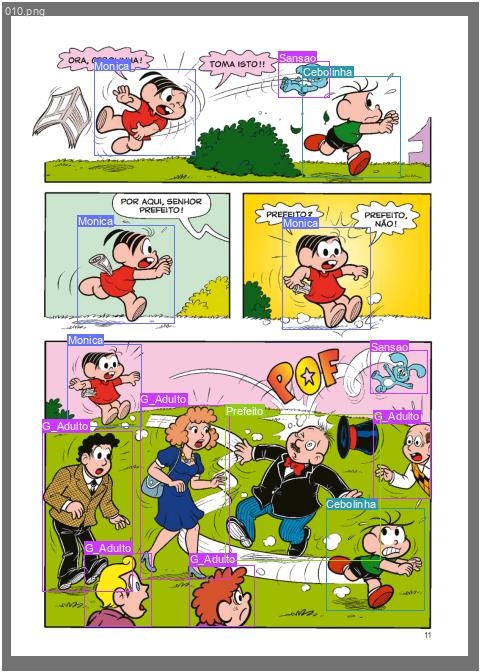 010.png
ORA, CEBOLINHA!
Monica
TOMA ISTO!!
Sansao
Cebolinha
POR AQUI, SENHOR
PREFEITO!
Monica
PREFEITO?
Monica
PREFEITO,
NÃO!
Monica
POF
Sansao
G_Adulto
Prefeito
G_Adulto
G_Adulto
Cebolinha
G_Adulto
G_Adulto
11